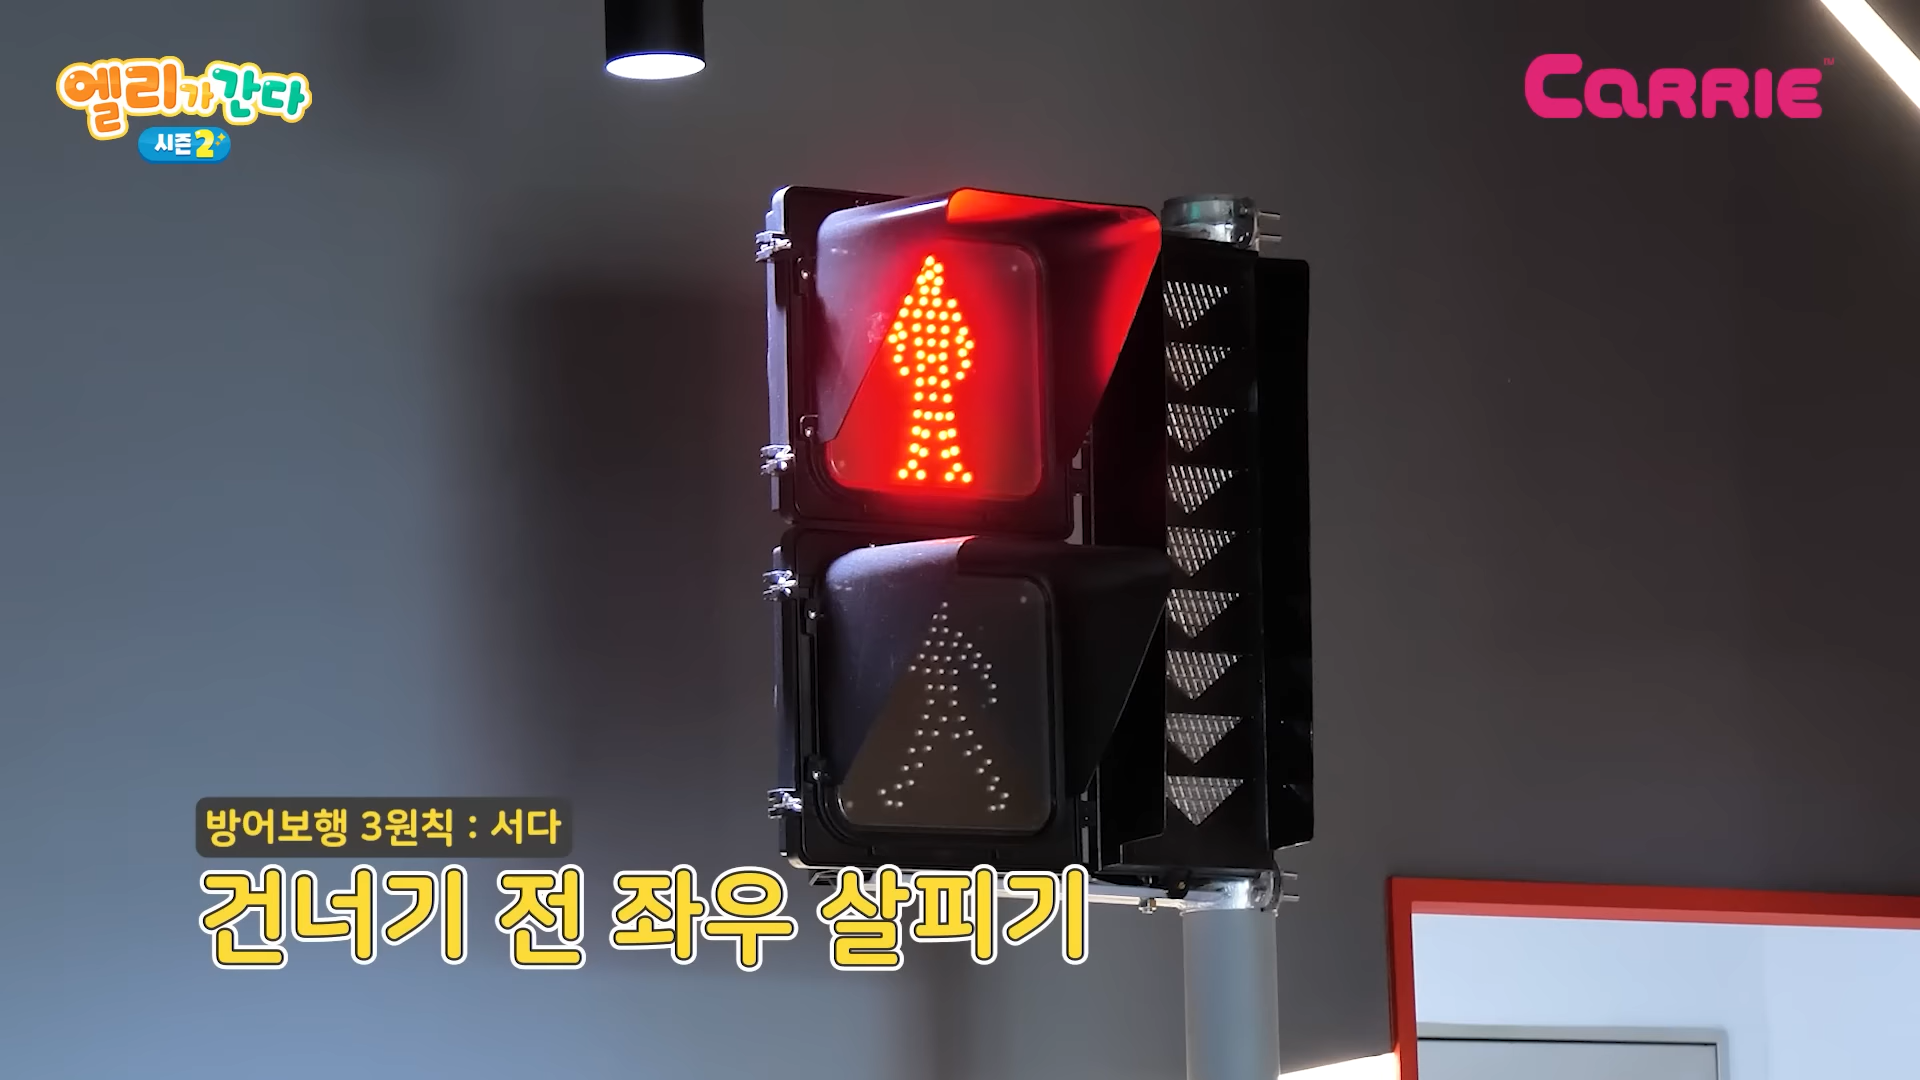 엘리가 간다
시즌2
CARRIE™
방어보행 3원칙 : 서다
건너기 전 좌우 살피기